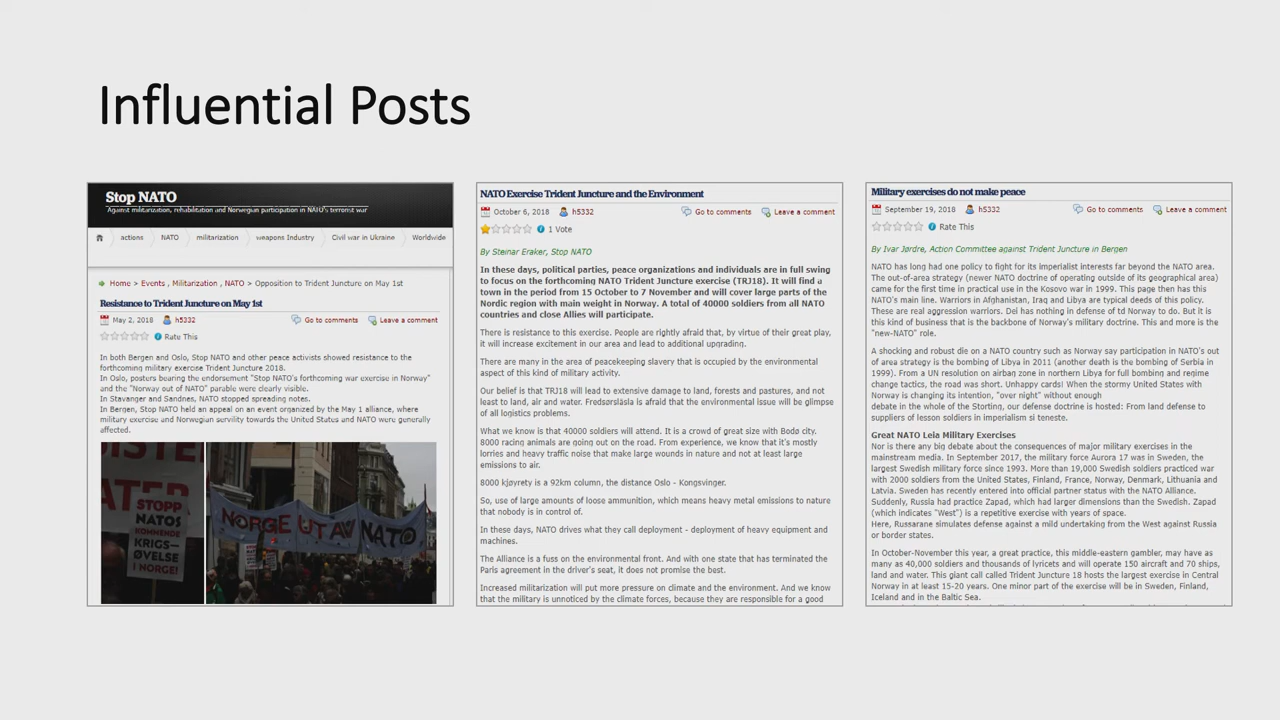 Influential Posts
Stop NATO
Against militarization, rehabilitation and Norwegian participation in NATO's terrorist war
actions
NATO
militarization
weapons Industry
Civil war in Ukraine
Worldwide
Home > Events , Militarization , NATO > Opposition to Trident Juncture on May 1st
Resistance to Trident Juncture on May 1st
May 2, 2018 h5332 Go to comments Leave a comment
Rate This
In both Bergen and Oslo, Stop NATO and other peace activists showed resistance to the
forthcoming military exercise Trident Juncture 2018.
In Oslo, posters bearing the endorsement "Stop NATO's forthcoming war exercise in Norway"
and the "Norway out of NATO" parable were clearly visible.
In Stavanger and Sandnes, NATO stopped spreading notes.
In Bergen, Stop NATO held an appeal on an event organized by the May 1 alliance, where
military exercise and Norwegian servility towards the United States and NATO were generally
affected.
STOPP
NATOS
KOMMENDE
KRIGS-
ØVELSE
I NORGE!
NORGE UT AV NATO
NATO Exercise Trident Juncture and the Environment
October 6, 2018 h5332 Go to comments Leave a comment
1 Vote
By Steinar Eraker, Stop NATO
In these days, political parties, peace organizations and individuals are in full swing
to focus on the forthcoming NATO Trident Juncture exercise (TRJ18). It will find a
town in the period from 15 October to 7 November and will cover large parts of the
Nordic region with main weight in Norway. A total of 40000 soldiers from all NATO
countries and close Allies will participate.
There is resistance to this exercise. People are rightly afraid that, by virtue of their great play,
it will increase excitement in our area and lead to additional upgrading.
There are many in the area of peacekeeping slavery that is occupied by the environmental
aspect of this kind of military activity.
Our belief is that TRJ18 will lead to extensive damage to land, forests and pastures, and not
least to land, air and water. Fredsørsläsla is afraid that the environmental issue will be glimpse
of all logistics problems.
What we know is that 40000 soldiers will attend. It is a crowd of great size with Bodø city.
8000 racing animals are going out on the road. From experience, we know that it's mostly
lorries and heavy traffic noise that make large wounds in nature and not at least large
emissions to air.
8000 kjøyrety is a 92km column, the distance Oslo - Kongsvinger.
So, use of large amounts of loose ammunition, which means heavy metal emissions to nature
that nobody is in control of.
In these days, NATO drives what they call deployment - deployment of heavy equipment and
machines.
The Alliance is a fuss on the environmental front. And with one state that has terminated the
Paris agreement in the driver's seat, it does not promise the best.
Increased militarization will put more pressure on climate and the environment. And we know
that the military is unnoticed by the climate forces, because they are responsible for a good
Military exercises do not make peace
September 19, 2018 h5332 Go to comments Leave a comment
Rate This
By Ivar Jørdre, Action Committee against Trident Juncture in Bergen
NATO has long had one policy to fight for its imperialist interests far beyond the NATO area.
The out-of-area strategy (newer NATO doctrine of operating outside of its geographical area)
came for the first time in practical use in the Kosovo war in 1999. This page then has this
NATO's main line. Warriors in Afghanistan, Iraq and Libya are typical deeds of this policy.
These are real aggression warriors. Dei has nothing in defense of td Norway to do. But it is
this kind of business that is the backbone of Norway's military doctrine. This and more is the
"new-NATO" role.
A shocking and robust die on a NATO country such as Norway say participation in NATO's out
of area strategy is the bombing of Libya in 2011 (another death is the bombing of Serbia in
1999). From a UN resolution on airbag zone in northern Libya for full bombing and regime
change tactics, the road was short. Unhappy cards! When the stormy United States with
Norway is changing its intention, "over night" without enough
debate in the whole of the Storting, our defense doctrine is hosted: From land defense to
suppliers of lesson soldiers in imperialism si teneste.
Great NATO Leia Military Exercises
Nor is there any big debate about the consequences of major military exercises in the
mainstream media. In September 2017, the military force Aurora 17 was in Sweden, the
largest Swedish military force since 1993. More than 19,000 Swedish soldiers practiced war
with 2000 soldiers from the United States, Finland, France, Norway, Denmark, Lithuania and
Latvia. Sweden has recently entered into official partner status with the NATO Alliance.
Suddenly, Russia had practice Zapad, which had larger dimensions than the Swedish. Zapad
(which indicates "West") is a repetitive exercise with years of space.
Here, Russarane simulates defense against a mild undertaking from the West against Russia
or border states.
In October-November this year, a great practice, this middle-eastern gambler, may have as
many as 40,000 soldiers and thousands of lyricets and will operate 150 aircraft and 70 ships,
land and water. This giant call called Trident Juncture 18 hosts the largest exercise in Central
Norway in at least 15-20 years. One minor part of the exercise will be in Sweden, Finland,
Iceland and in the Baltic Sea.